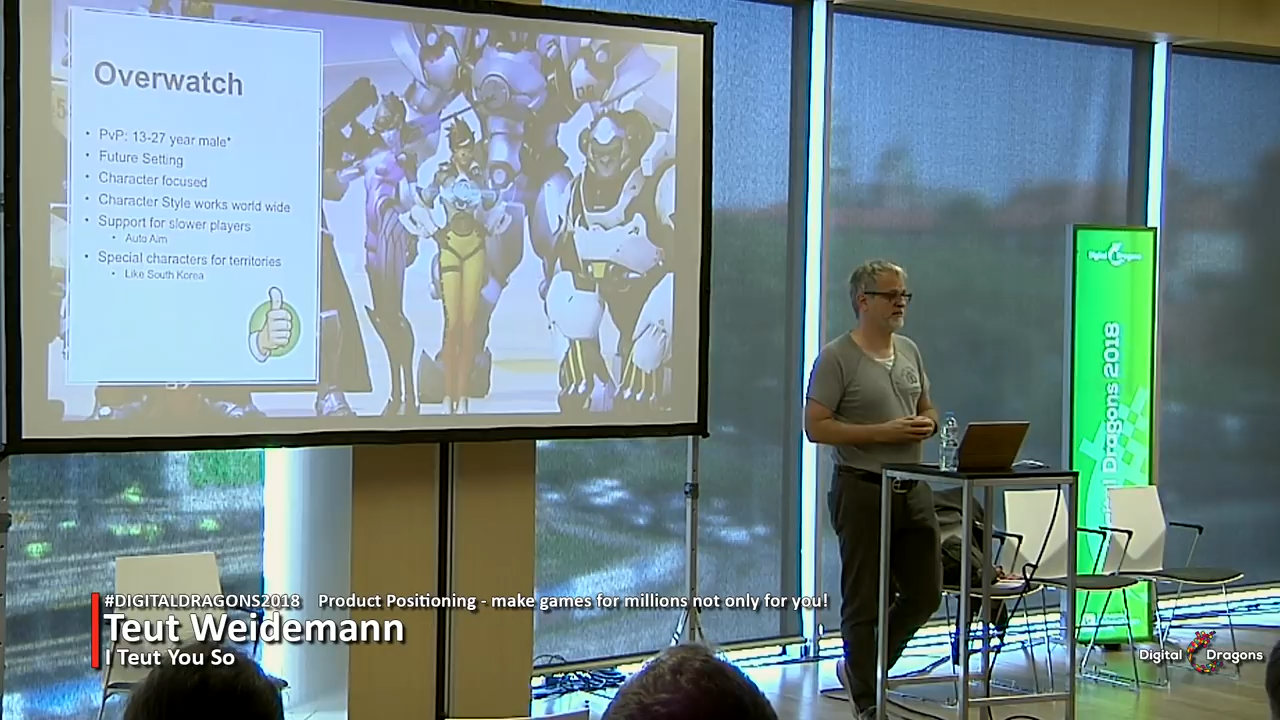 Overwatch
• PvP: 13-27 year male*
• Future Setting
• Character focused
• Character Style works world wide
• Support for slower players
• Auto Aim
• Special characters for territories
• Like South Korea
Digital Dragons
Digital Dragons 2018
#DIGITALDRAGONS2018 Product Positioning - make games for millions not only for you!
Teut Weidemann
I Teut You So
Digital Dragons